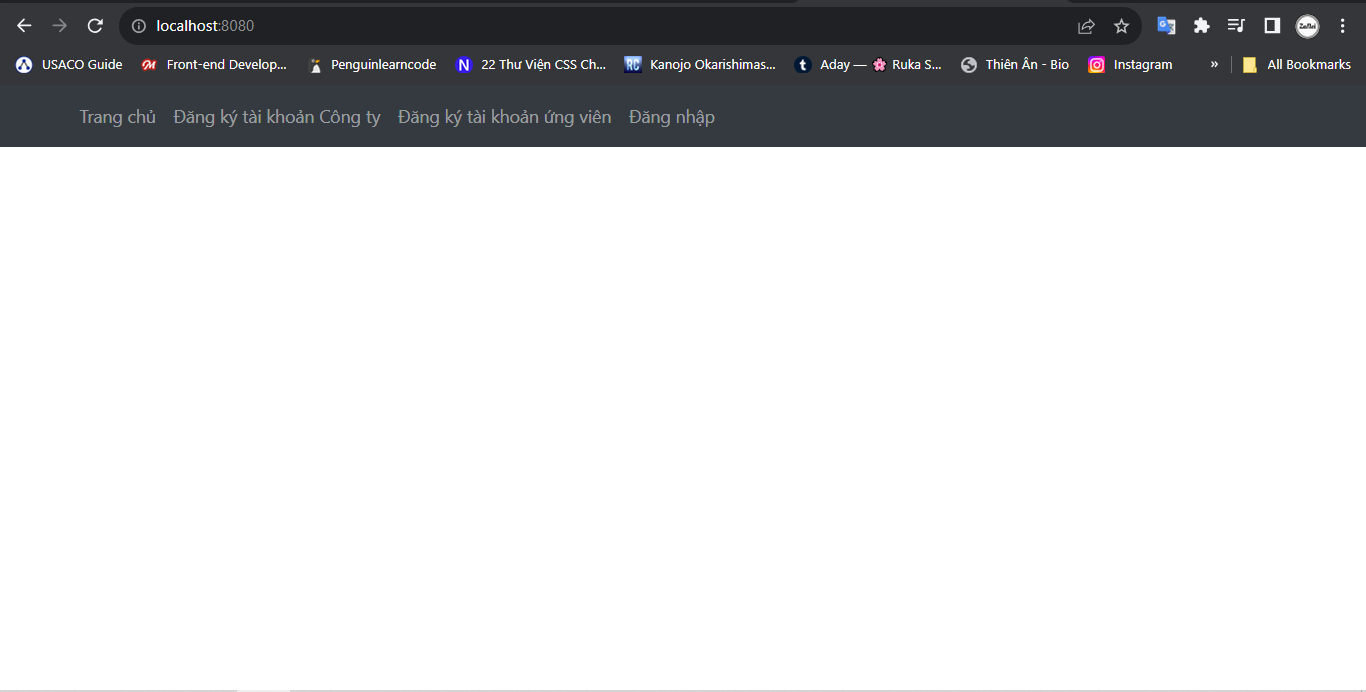 localhost:8080
USACO Guide Front-end Develop... Penguinlearncode 22 Thư Viện CSS Ch... Kanojo Okarishimas... Aday — 🌸 Ruka S... Thiên Ân - Bio Instagram » All Bookmarks
Trang chủ Đăng ký tài khoản Công ty Đăng ký tài khoản ứng viên Đăng nhập